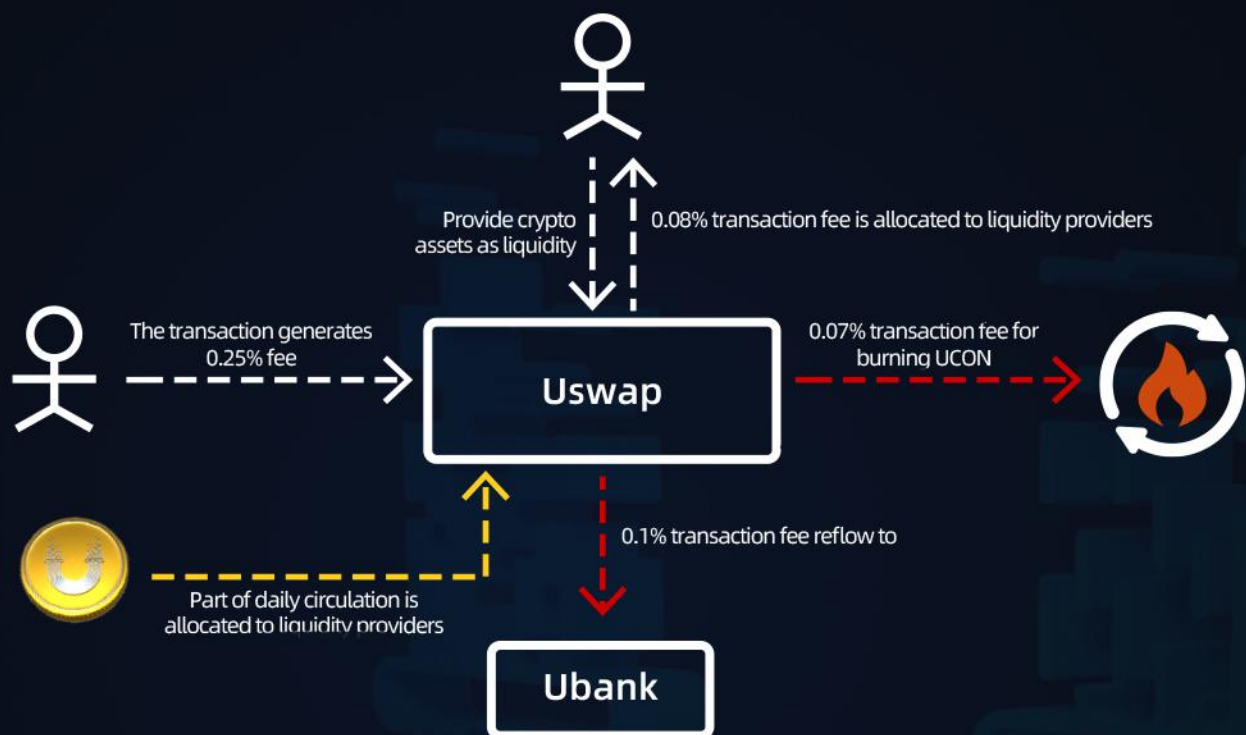 Provide crypto
assets as liquidity
0.08% transaction fee is allocated to liquidity providers
The transaction generates
0.25% fee
Uswap
0.07% transaction fee for
burning UCON
0.1% transaction fee reflow to
Part of daily circulation is
allocated to liquidity providers
Ubank